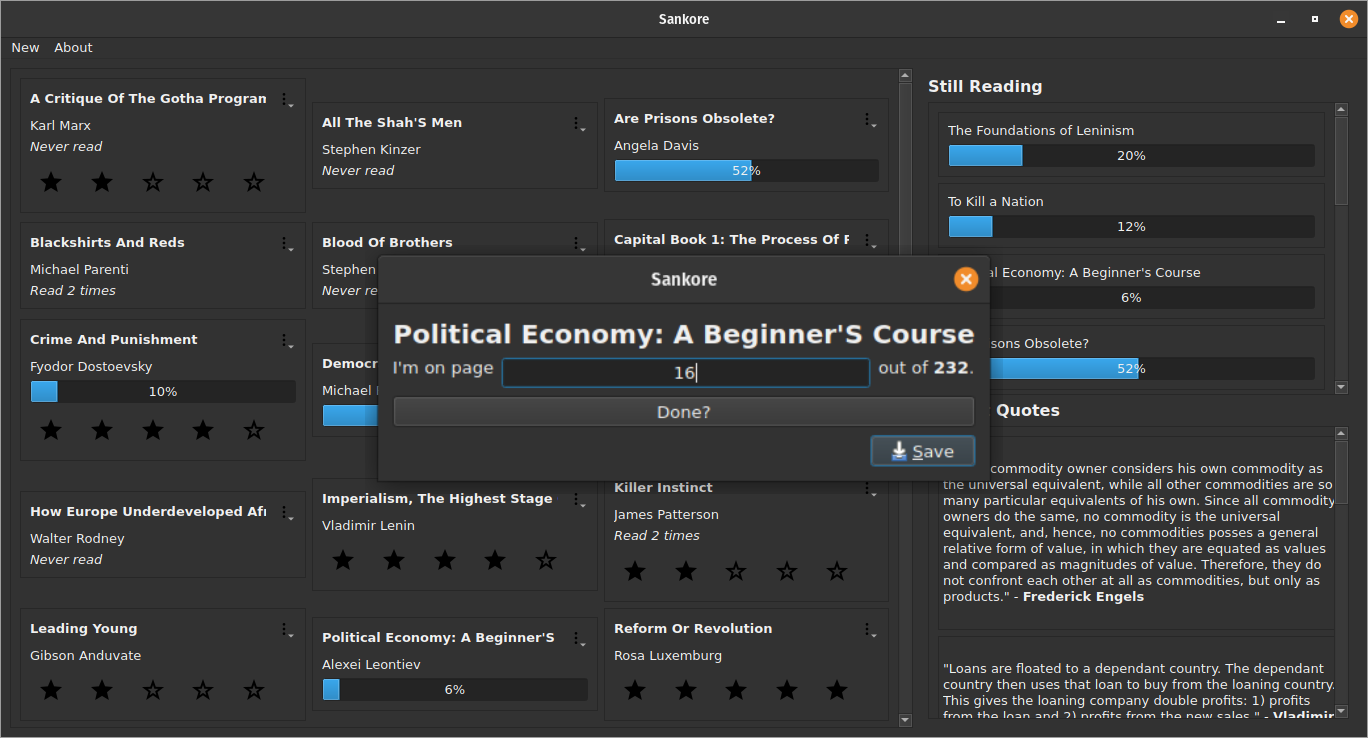 Sankore
New About
A Critique Of The Gotha Progran
Karl Marx
Never read
All The Shah'S Men
Stephen Kinzer
Never read
Are Prisons Obsolete?
Angela Davis
52%
Blackshirts And Reds
Michael Parenti
Read 2 times
Blood Of Brothers
Stephen
Never re
Capital Book 1: The Process Of F
Crime And Punishment
Fyodor Dostoevsky
10%
Democr
Michael
How Europe Underdeveloped Afr
Walter Rodney
Never read
Imperialism, The Highest Stage
Vladimir Lenin
Killer Instinct
James Patterson
Read 2 times
Leading Young
Gibson Anduvate
Political Economy: A Beginner'S
Alexei Leontiev
6%
Reform Or Revolution
Rosa Luxemburg
Sankore
Political Economy: A Beginner'S Course
I'm on page 16 out of 232.
Done?
Save
Still Reading
The Foundations of Leninism
20%
To Kill a Nation
12%
al Economy: A Beginner's Course
6%
sons Obsolete?
52%
Quotes
commodity owner considers his own commodity as
the universal equivalent, while all other commodities are so
many particular equivalents of his own. Since all commodity
owners do the same, no commodity is the universal
equivalent, and, hence, no commodities posses a general
relative form of value, in which they are equated as values
and compared as magnitudes of value. Therefore, they do
not confront each other at all as commodities, but only as
products." - Frederick Engels
"Loans are floated to a dependant country. The dependant
country then uses that loan to buy from the loaning country.
This gives the loaning company double profits: 1) profits
from the loan and 2) profits from the new sales." - Vladimir